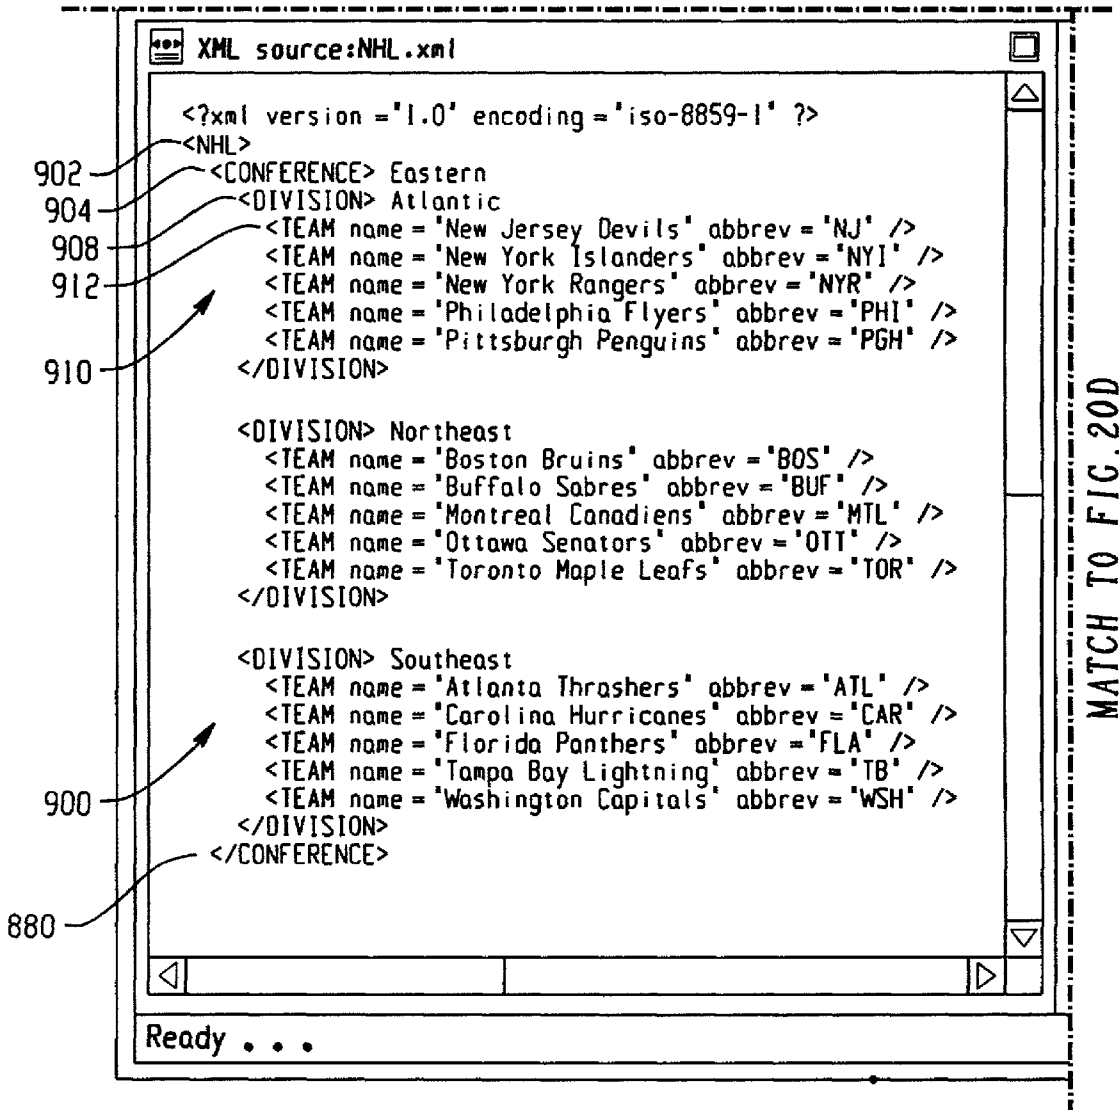 XML source:NHL.xml
<?xml version ="1.0" encoding ="iso-8859-1" ?>
<NHL>
902
<CONFERENCE> Eastern
904
<DIVISION> Atlantic
908
<TEAM name = "New Jersey Devils" abbrev = "NJ" />
912
<TEAM name = "New York Islanders" abbrev = "NYI" />
<TEAM name = "New York Rangers" abbrev = "NYR" />
<TEAM name = "Philadelphia Flyers" abbrev = "PHI" />
<TEAM name = "Pittsburgh Penguins" abbrev = "PGH" />
910
</DIVISION>
<DIVISION> Northeast
<TEAM name = "Boston Bruins" abbrev = "BOS" />
<TEAM name = "Buffalo Sabres" abbrev = "BUF" />
<TEAM name = "Montreal Canadiens" abbrev = "MTL" />
<TEAM name = "Ottawa Senators" abbrev = "OTT" />
<TEAM name = "Toronto Maple Leafs" abbrev = "TOR" />
</DIVISION>
<DIVISION> Southeast
<TEAM name = "Atlanta Thrashers" abbrev = "ATL" />
<TEAM name = "Carolina Hurricanes" abbrev = "CAR" />
<TEAM name = "Florida Panthers" abbrev = "FLA" />
<TEAM name = "Tampa Bay Lightning" abbrev = "TB" />
<TEAM name = "Washington Capitals" abbrev = "WSH" />
900
</DIVISION>
</CONFERENCE>
880
Ready . . .
MATCH TO FIG. 20D